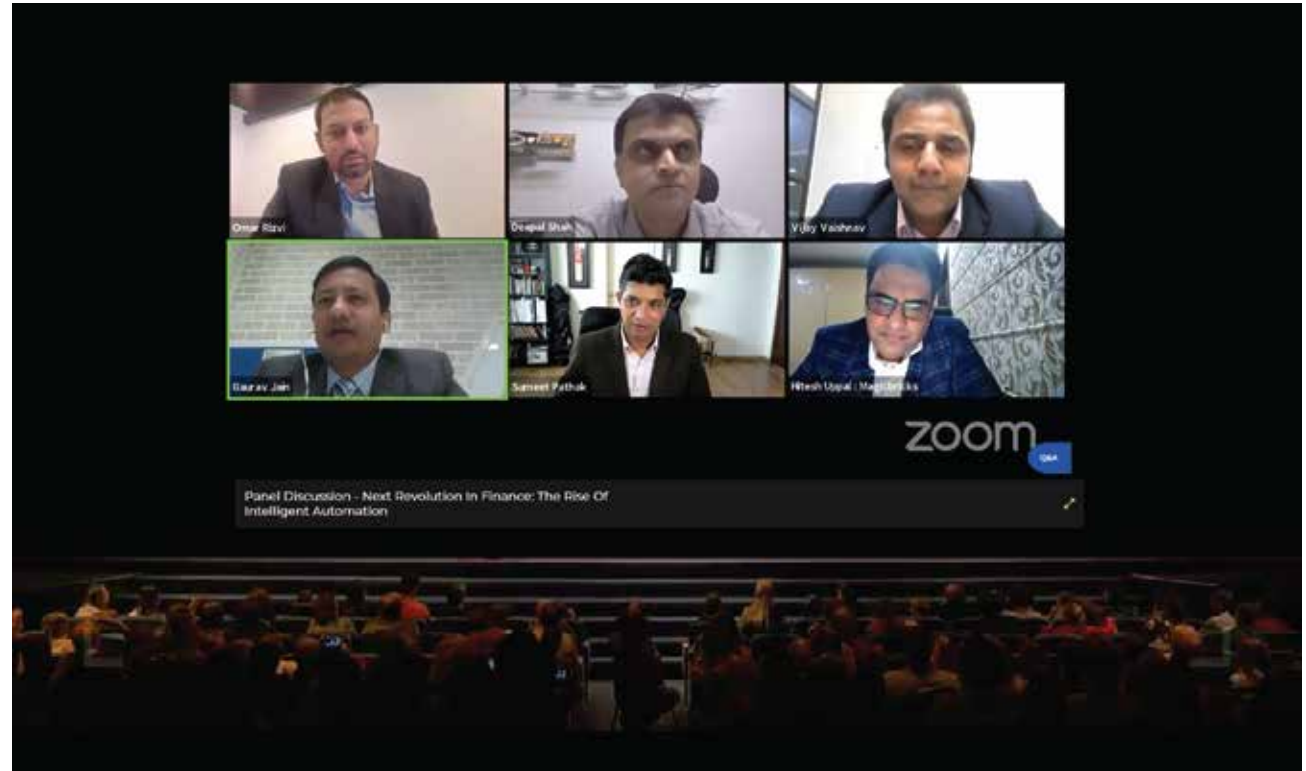 Omar Rizvi
Deepal Shah
Vijay Vaishnav
Gaurav Jain
Sumeet Pathak
Hitesh Uppal : Magicbricks
zoom
Q&A
Panel Discussion - Next Revolution In Finance: The Rise Of
Intelligent Automation